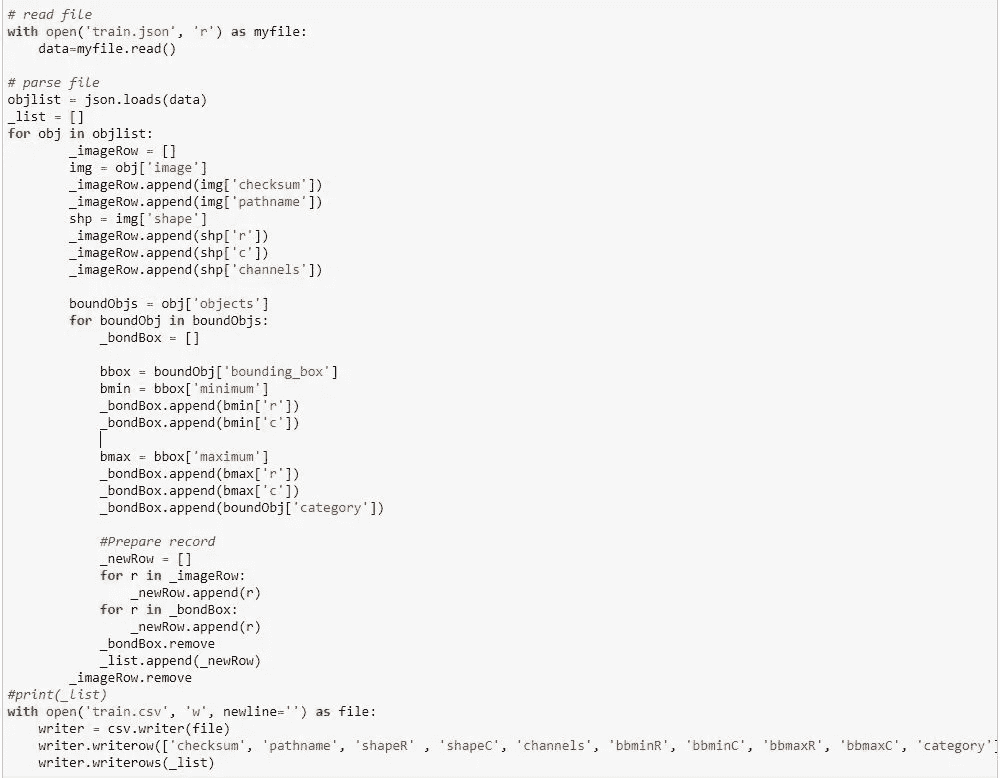 # read file
with open('train.json', 'r') as myfile:
    data=myfile.read()

# parse file
objlist = json.loads(data)
_list = []
for obj in objlist:
        _imageRow = []
        img = obj['image']
        _imageRow.append(img['checksum'])
        _imageRow.append(img['pathname'])
        shp = img['shape']
        _imageRow.append(shp['r'])
        _imageRow.append(shp['c'])
        _imageRow.append(shp['channels'])

        boundObjs = obj['objects']
        for boundObj in boundObjs:
            _bondBox = []

            bbox = boundObj['bounding_box']
            bmin = bbox['minimum']
            _bondBox.append(bmin['r'])
            _bondBox.append(bmin['c'])

            bmax = bbox['maximum']
            _bondBox.append(bmax['r'])
            _bondBox.append(bmax['c'])
            _bondBox.append(boundObj['category'])

            #Prepare record
            _newRow = []
            for r in _imageRow:
                _newRow.append(r)
            for r in _bondBox:
                _newRow.append(r)
            _bondBox.remove
            _list.append(_newRow)
        _imageRow.remove
#print(_list)
with open('train.csv', 'w', newline='') as file:
    writer = csv.writer(file)
    writer.writerow(['checksum', 'pathname', 'shapeR' , 'shapeC', 'channels', 'bbminR', 'bbminC', 'bbmaxR', 'bbmaxC', 'category']
    writer.writerows(_list)